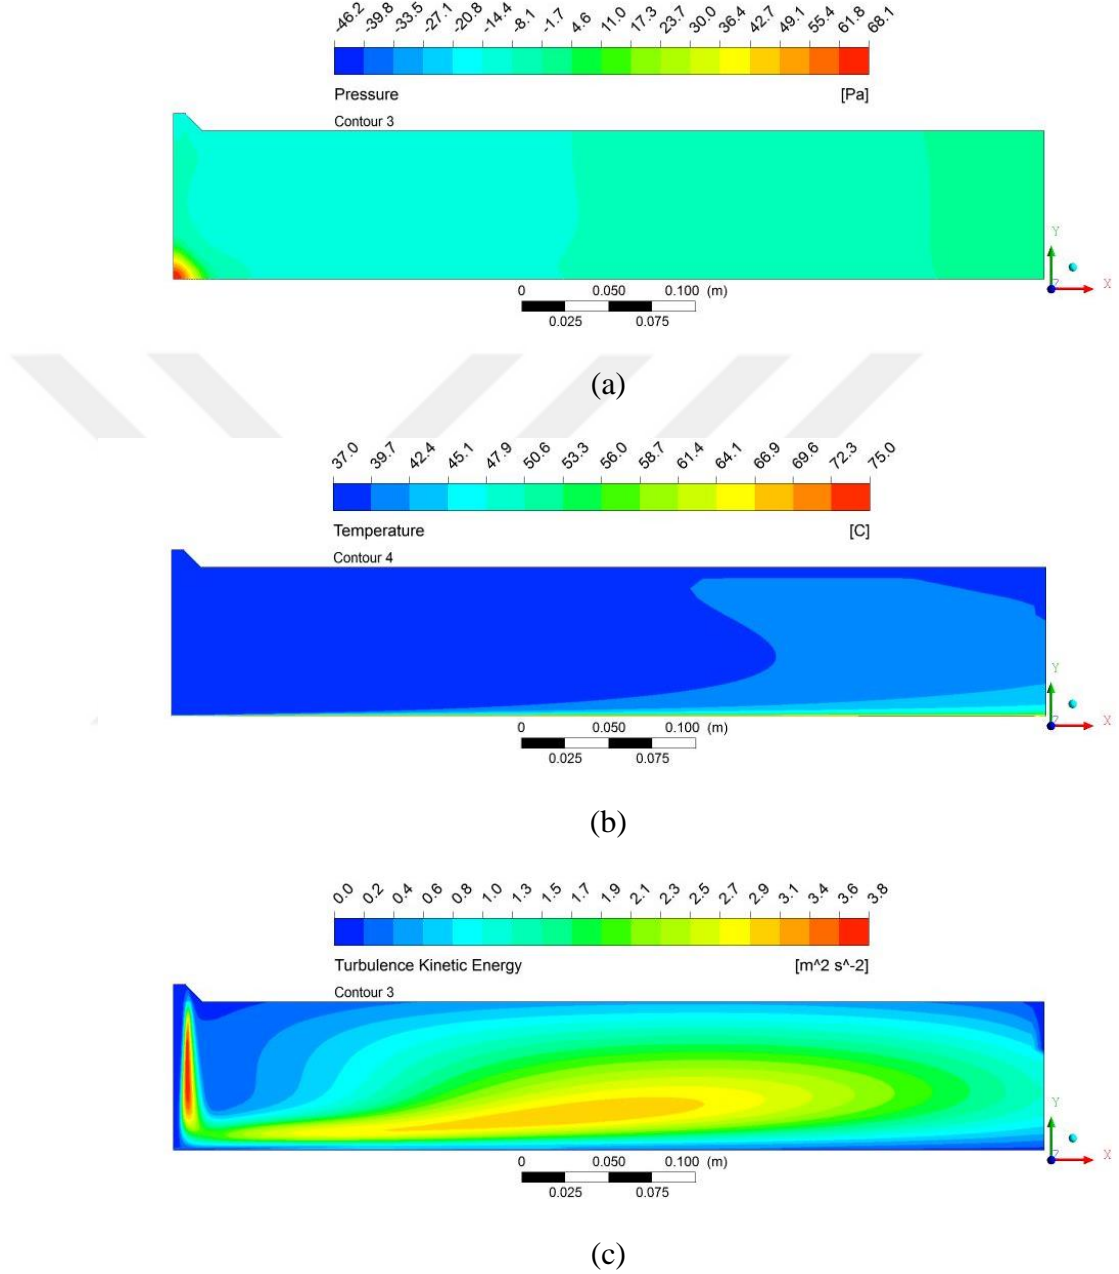 -46.2 -39.8 -33.5 -27.1 -20.8 -14.4 -8.1 -1.7 4.6 11.0 17.3 23.7 30.0 36.4 42.7 49.1 55.4 61.8 68.1
Pressure [Pa]
Contour 3
Y
Z X
0 0.050 0.100 (m)
0.025 0.075
(a)
37.0 39.7 42.4 45.1 47.9 50.6 53.3 56.0 58.7 61.4 64.1 66.9 69.6 72.3 75.0
Temperature [C]
Contour 4
Y
Z X
0 0.050 0.100 (m)
0.025 0.075
(b)
0.0 0.2 0.4 0.6 0.8 1.0 1.3 1.5 1.7 1.9 2.1 2.3 2.5 2.7 2.9 3.1 3.4 3.6 3.8
Turbulence Kinetic Energy [m^2 s^-2]
Contour 3
Y
Z X
0 0.050 0.100 (m)
0.025 0.075
(c)